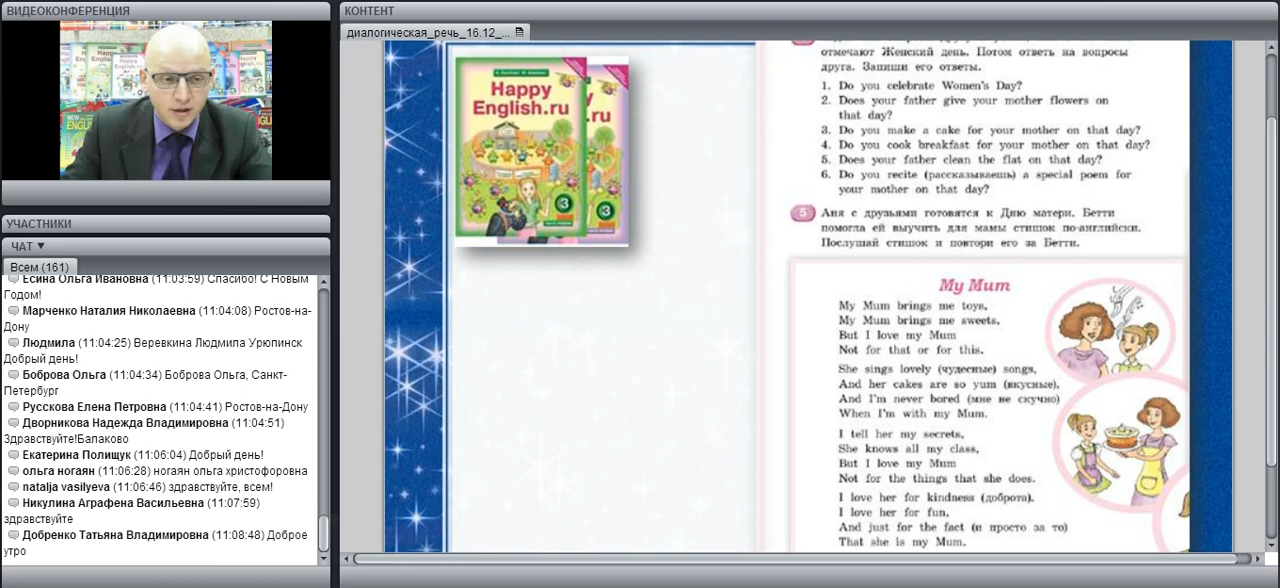 ВИДЕОКОНФЕРЕНЦИЯ
УЧАСТНИКИ
ЧАТ ▼
Всем (161)
Есина Ольга Ивановна (11:03:59) Спасибо! С Новым
Годом!
Марченко Наталия Николаевна (11:04:08) Ростов-на-
Дону
Людмила (11:04:25) Веревкина Людмила Урюпинск
Добрый день!
Боброва Ольга (11:04:34) Боброва Ольга, Санкт-
Петербург
Русскова Елена Петровна (11:04:41) Ростов-на-Дону
Дворникова Надежда Владимировна (11:04:51)
Здравствуйте!Балаково
Екатерина Полищук (11:06:04) Добрый день!
ольга ногаян (11:06:28) ногаян ольга христофоровна
natalja vasilyeva (11:06:46) здравствуйте, всем!
Никулина Аграфена Васильевна (11:07:59)
здравствуйте
Добренко Татьяна Владимировна (11:08:48) Доброе
утро
КОНТЕНТ
диалогическая_речь_16.12_...
Happy
English.ru
3
.ru
3
отмечают Женский день. Потом ответь на вопросы
друга. Запиши его ответы.
1. Do you celebrate Women's Day?
2. Does your father give your mother flowers on
that day?
3. Do you make a cake for your mother on that day?
4. Do you cook breakfast for your mother on that day?
5. Does your father clean the flat on that day?
6. Do you recite (рассказываешь) a special poem for
your mother on that day?
5 Аня с друзьями готовятся к Дню матери. Бетти
помогла ей выучить для мамы стишок по-английски.
Послушай стишок и повтори его за Бетти.
My Mum
My Mum brings me toys,
My Mum brings me sweets,
But I love my Mum
Not for that or for this.
She sings lovely (чудесные) songs,
And her cakes are so yum (вкусные),
And I'm never bored (мне не скучно)
When I'm with my Mum.
I tell her my secrets,
She knows all my class,
But I love my Mum
Not for the things that she does.
I love her for kindness (доброта).
I love her for fun,
And just for the fact (и просто за то)
That she is my Mum.